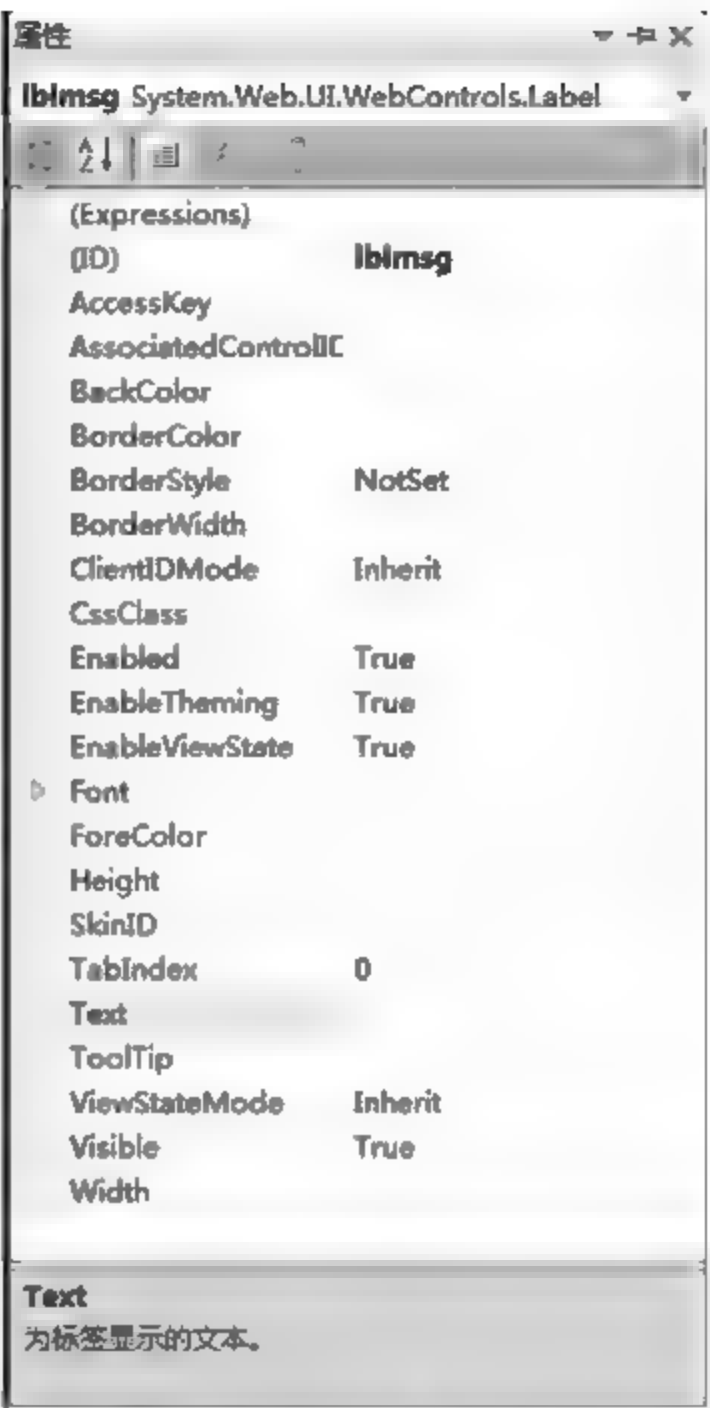 属性
lblmsg System.Web.UI.WebControls.Label
(Expressions)
(ID) lblmsg
AccessKey
AssociatedControlID
BackColor
BorderColor
BorderStyle NotSet
BorderWidth
ClientIDMode Inherit
CssClass
Enabled True
EnableTheming True
EnableViewState True
Font
ForeColor
Height
SkinID
TabIndex 0
Text
ToolTip
ViewStateMode Inherit
Visible True
Width
Text
为标签显示的文本。